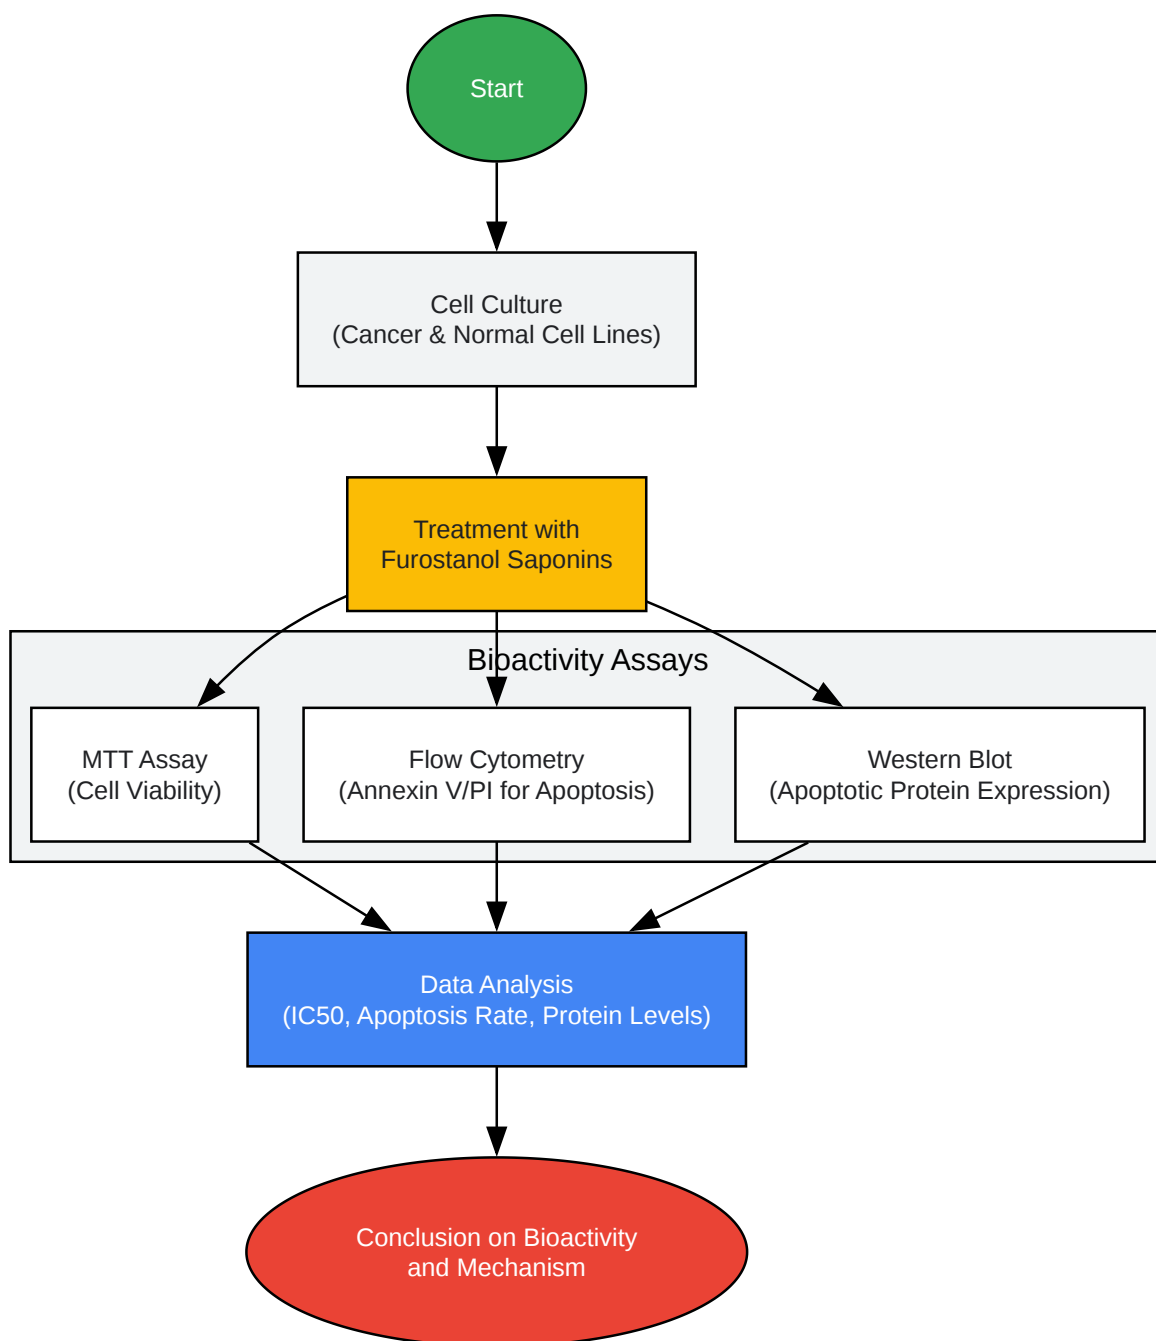 Start
Cell Culture
(Cancer & Normal Cell Lines)
Treatment with
Furostanol Saponins
Bioactivity Assays
MTT Assay
(Cell Viability)
Flow Cytometry
(Annexin V/PI for Apoptosis)
Western Blot
(Apoptotic Protein Expression)
Data Analysis
(IC50, Apoptosis Rate, Protein Levels)
Conclusion on Bioactivity
and Mechanism